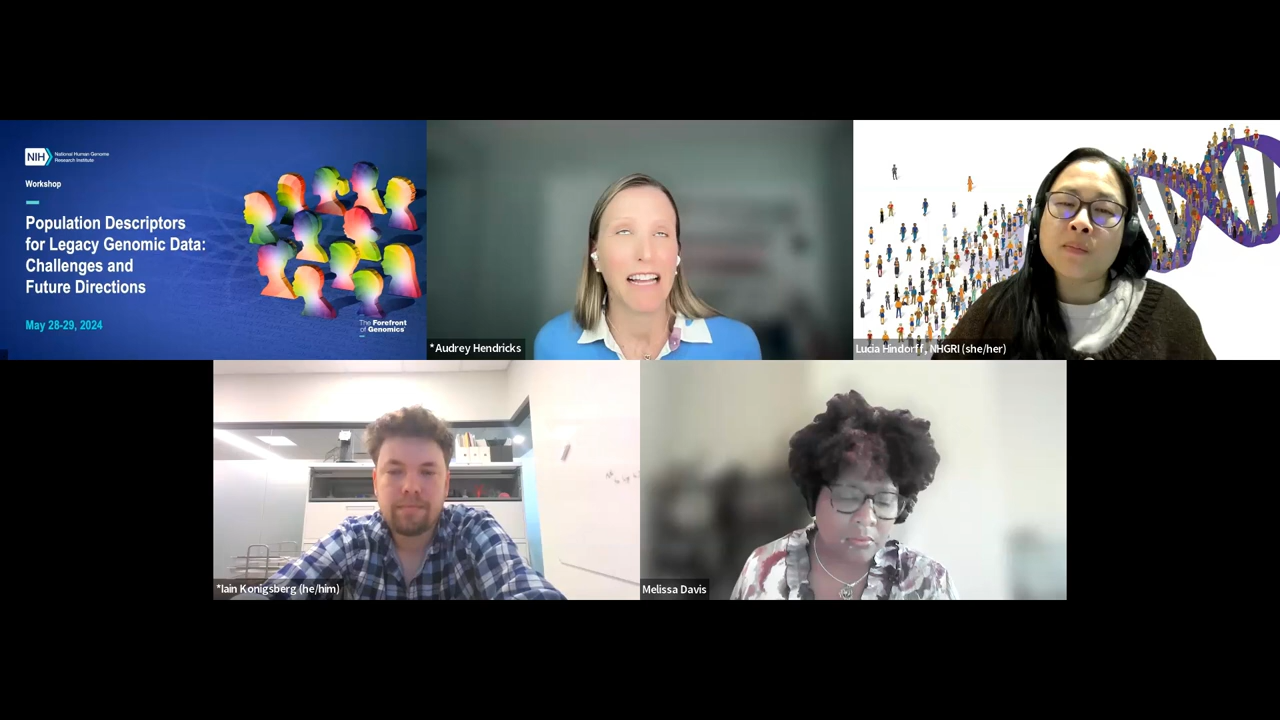 NIH National Human Genome
Research Institute
Workshop
Population Descriptors
for Legacy Genomic Data:
Challenges and
Future Directions
May 28-29, 2024
The Forefront
of Genomics
*Audrey Hendricks
Lucia Hindorff, NHGRI (she/her)
*Iain Konigsberg (he/him)
Melissa Davis